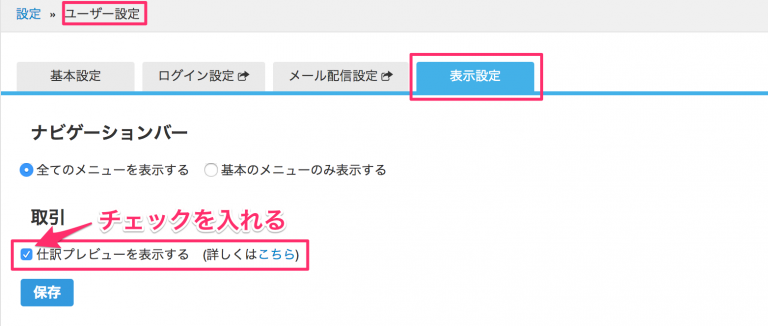 設定 » ユーザー設定
基本設定 ログイン設定 メール配信設定 表示設定
ナビゲーションバー
全てのメニューを表示する 基本のメニューのみ表示する
取引 チェックを入れる
仕訳プレビューを表示する (詳しくはこちら)
保存